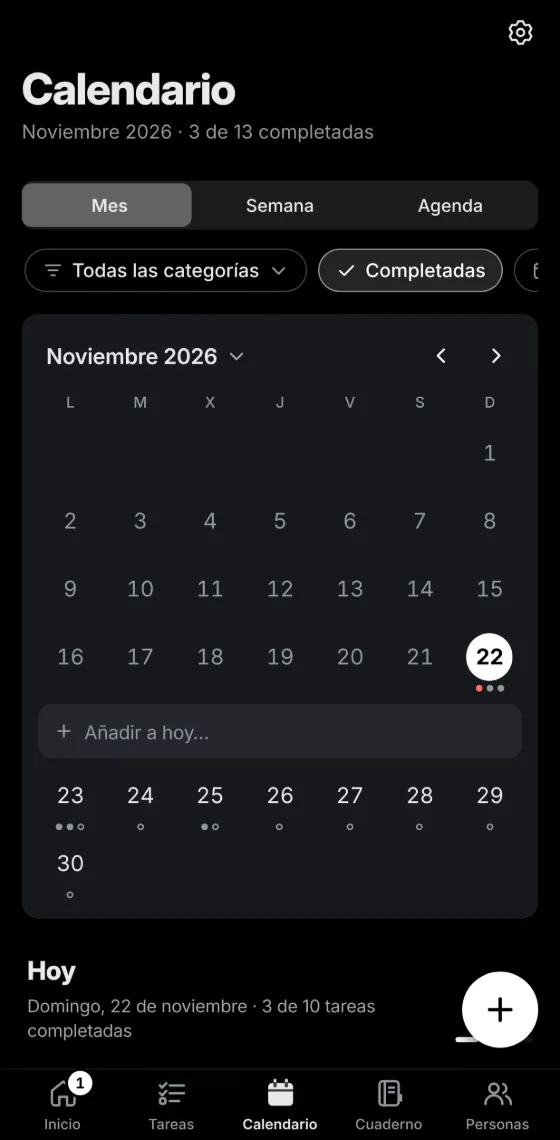 Calendario
Noviembre 2026 · 3 de 13 completadas
Mes Semana Agenda
Todas las categorías Completadas
Noviembre 2026
L M X J V S D
1
2 3 4 5 6 7 8
9 10 11 12 13 14 15
16 17 18 19 20 21 22
+ Añadir a hoy...
23 24 25 26 27 28 29
30
Hoy
Domingo, 22 de noviembre · 3 de 10 tareas
completadas
1
Inicio Tareas Calendario Cuaderno Personas